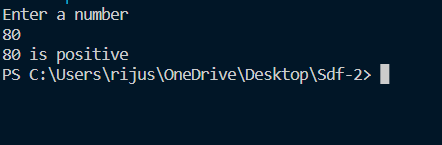 Enter a number
80
80 is positive
PS C:\Users\rijus\OneDrive\Desktop\Sdf-2>